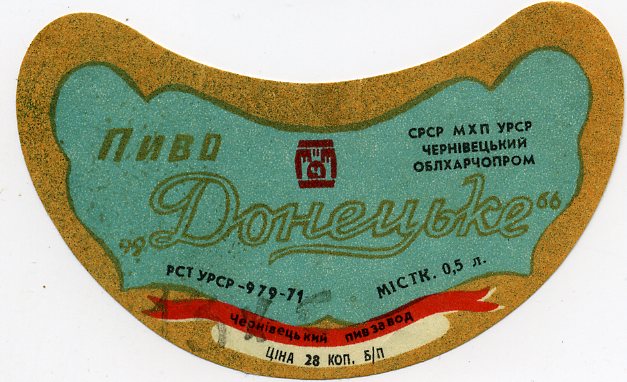 Пиво
СРСР МХП УРСР
ЧЕРНІВЕЦЬКИЙ
ОБЛХАРЧОПРОМ
„Донецьке“
РСТ УРСР-979-71
МІСТК. 0,5 л.
Чернівецький пивзавод
ЦІНА 28 КОП. Б/П